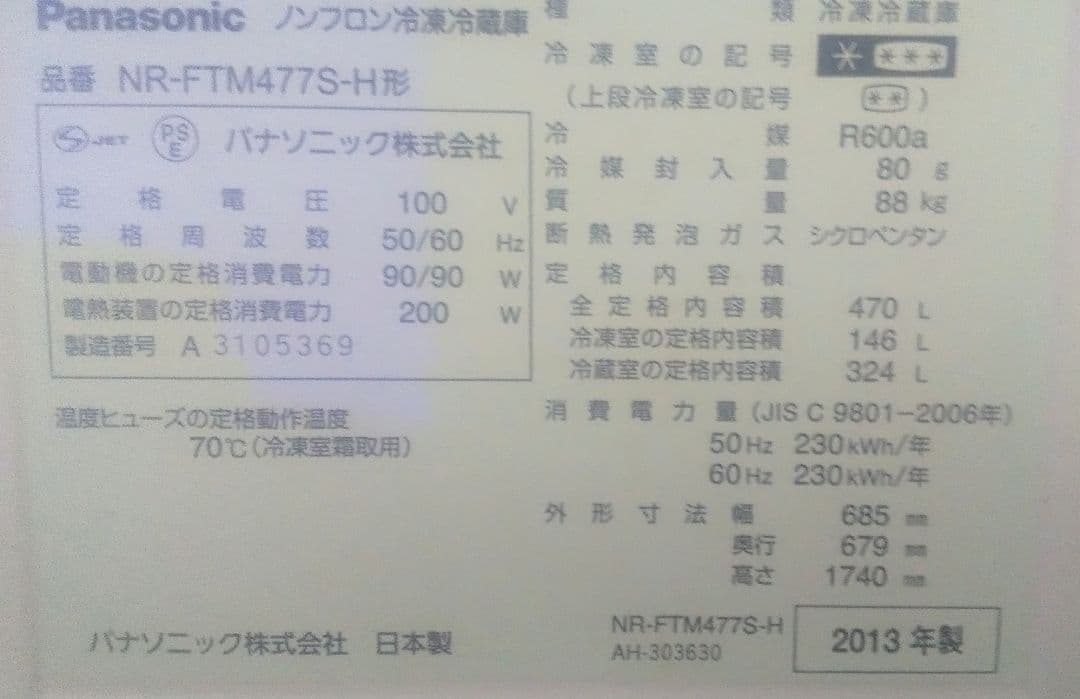 Panasonic ノンフロン冷凍冷蔵庫
品番 NR-FTM477S-H形
S-JET PSE パナソニック株式会社
定格電圧 100 V
定格周波数 50/60 Hz
電動機の定格消費電力 90/90 W
電熱装置の定格消費電力 200 W
製造番号 A 3105369
温度ヒューズの定格動作温度
70℃(冷凍室霜取用)
種類 冷凍冷蔵庫
冷凍室の記号 * ***
(上段冷凍室の記号 **)
冷媒 R600a
冷媒封入量 80 g
質量 88 kg
断熱発泡ガス シクロペンタン
定格内容積
全定格内容積 470 L
冷凍室の定格内容積 146 L
冷蔵室の定格内容積 324 L
消費電力量(JIS C 9801-2006年)
50Hz 230kWh/年
60Hz 230kWh/年
外形寸法幅 685 mm
奥行 679 mm
高さ 1740 mm
パナソニック株式会社 日本製
NR-FTM477S-H
AH-303630
2013年製